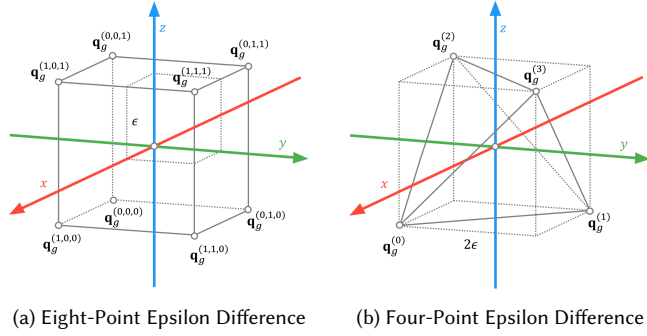 z
q_g^(0,0,1)
q_g^(0,1,1)
q_g^(1,0,1)
q_g^(1,1,1)
ϵ
y
x
q_g^(0,0,0)
q_g^(0,1,0)
q_g^(1,0,0)
q_g^(1,1,0)
(a) Eight-Point Epsilon Difference
z
q_g^(2)
q_g^(3)
y
x
q_g^(1)
q_g^(0)
2ϵ
(b) Four-Point Epsilon Difference